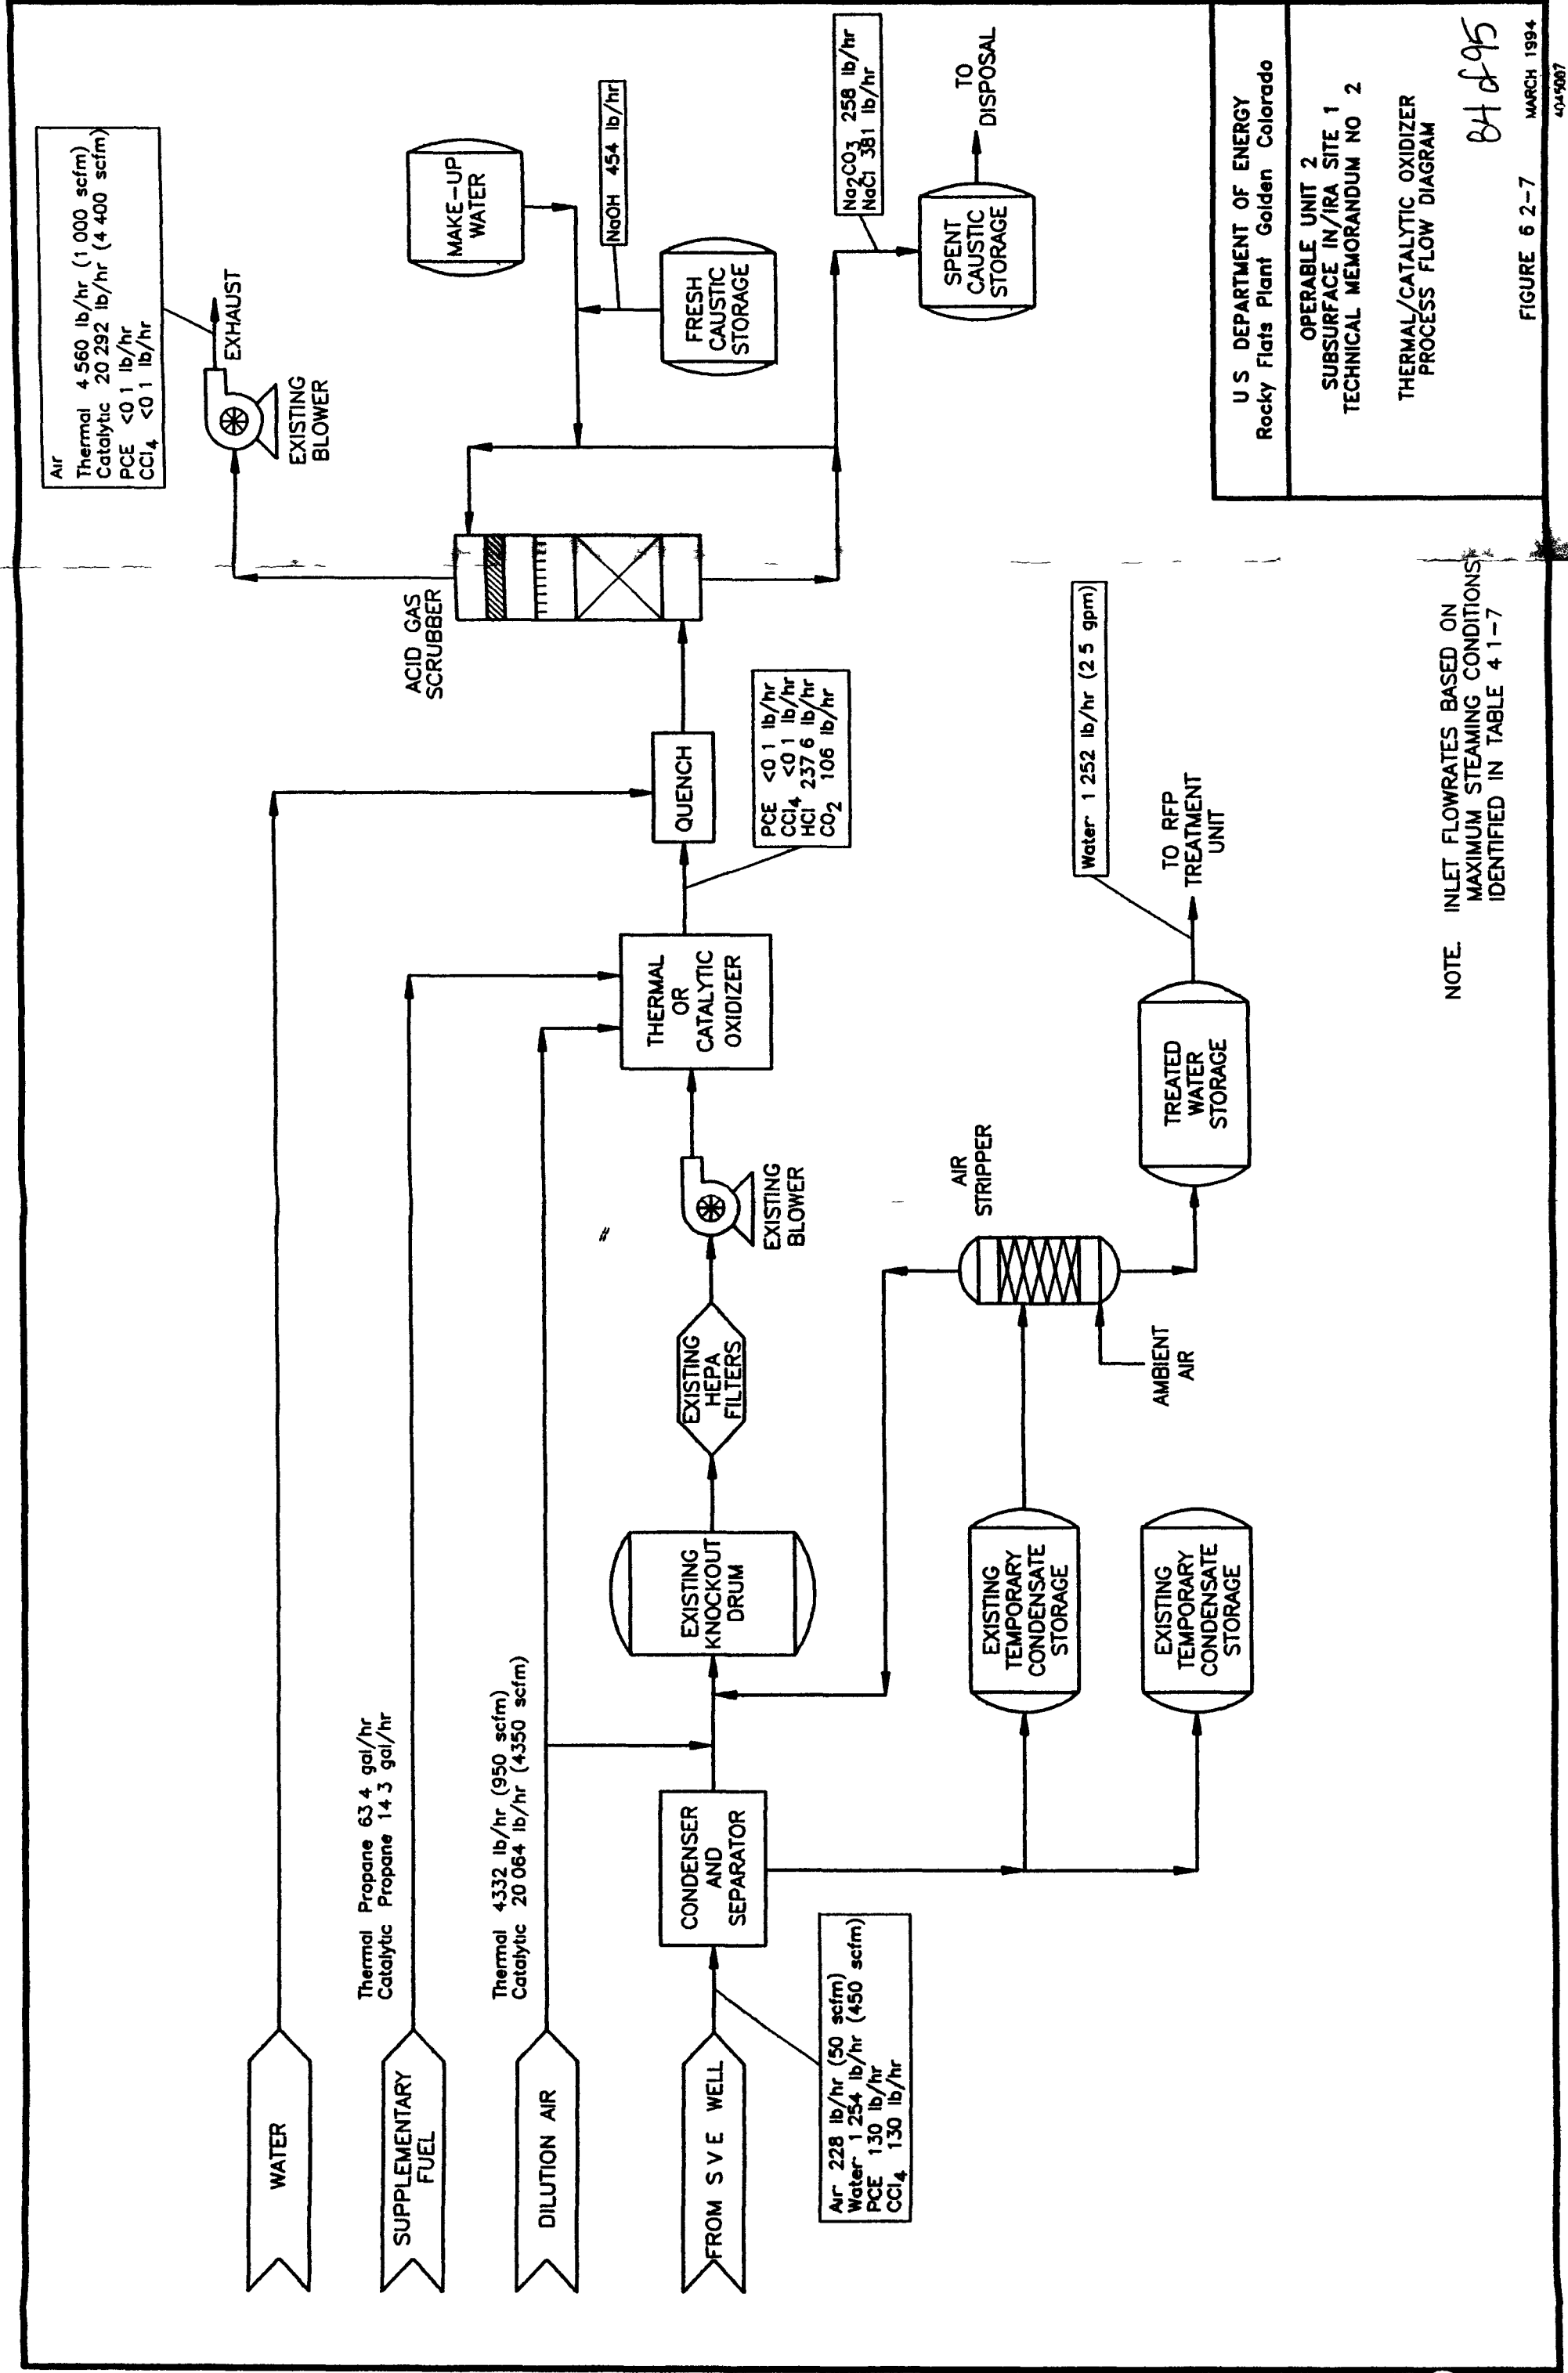 WATER
SUPPLEMENTARY
FUEL
Thermal Propane 63 4 gal/hr
Catalytic Propane 14 3 gal/hr
DILUTION AIR
Thermal 4332 lb/hr (950 scfm)
Catalytic 20 064 lb/hr (4350 scfm)
FROM S V E WELL
Air 228 lb/hr (50 scfm)
Water 1 254 lb/hr (450 scfm)
PCE 130 lb/hr
CCl4 130 lb/hr
CONDENSER
AND
SEPARATOR
EXISTING
KNOCKOUT
DRUM
EXISTING
HEPA
FILTERS
EXISTING
BLOWER
THERMAL
OR
CATALYTIC
OXIDIZER
QUENCH
PCE <0 1 lb/hr
CCl4 <0 1 lb/hr
HCl 237 6 lb/hr
CO2 106 lb/hr
ACID GAS
SCRUBBER
EXISTING
BLOWER
EXHAUST
Air
Thermal 4 560 lb/hr (1 000 scfm)
Catalytic 20 292 lb/hr (4 400 scfm)
PCE <0 1 lb/hr
CCl4 <0 1 lb/hr
MAKE-UP
WATER
NaOH 454 lb/hr
FRESH
CAUSTIC
STORAGE
Na2CO3 258 lb/hr
NaCl 381 lb/hr
SPENT
CAUSTIC
STORAGE
TO
DISPOSAL
EXISTING
TEMPORARY
CONDENSATE
STORAGE
EXISTING
TEMPORARY
CONDENSATE
STORAGE
AIR
STRIPPER
AMBIENT
AIR
TREATED
WATER
STORAGE
TO RFP
TREATMENT
UNIT
Water 1 252 lb/hr (2 5 gpm)
NOTE. INLET FLOWRATES BASED ON
MAXIMUM STEAMING CONDITIONS
IDENTIFIED IN TABLE 4 1-7
U S DEPARTMENT OF ENERGY
Rocky Flats Plant Golden Colorado
OPERABLE UNIT 2
SUBSURFACE IM/IRA SITE 1
TECHNICAL MEMORANDUM NO 2
THERMAL/CATALYTIC OXIDIZER
PROCESS FLOW DIAGRAM
84 of 95
FIGURE 6 2-7 MARCH 1994